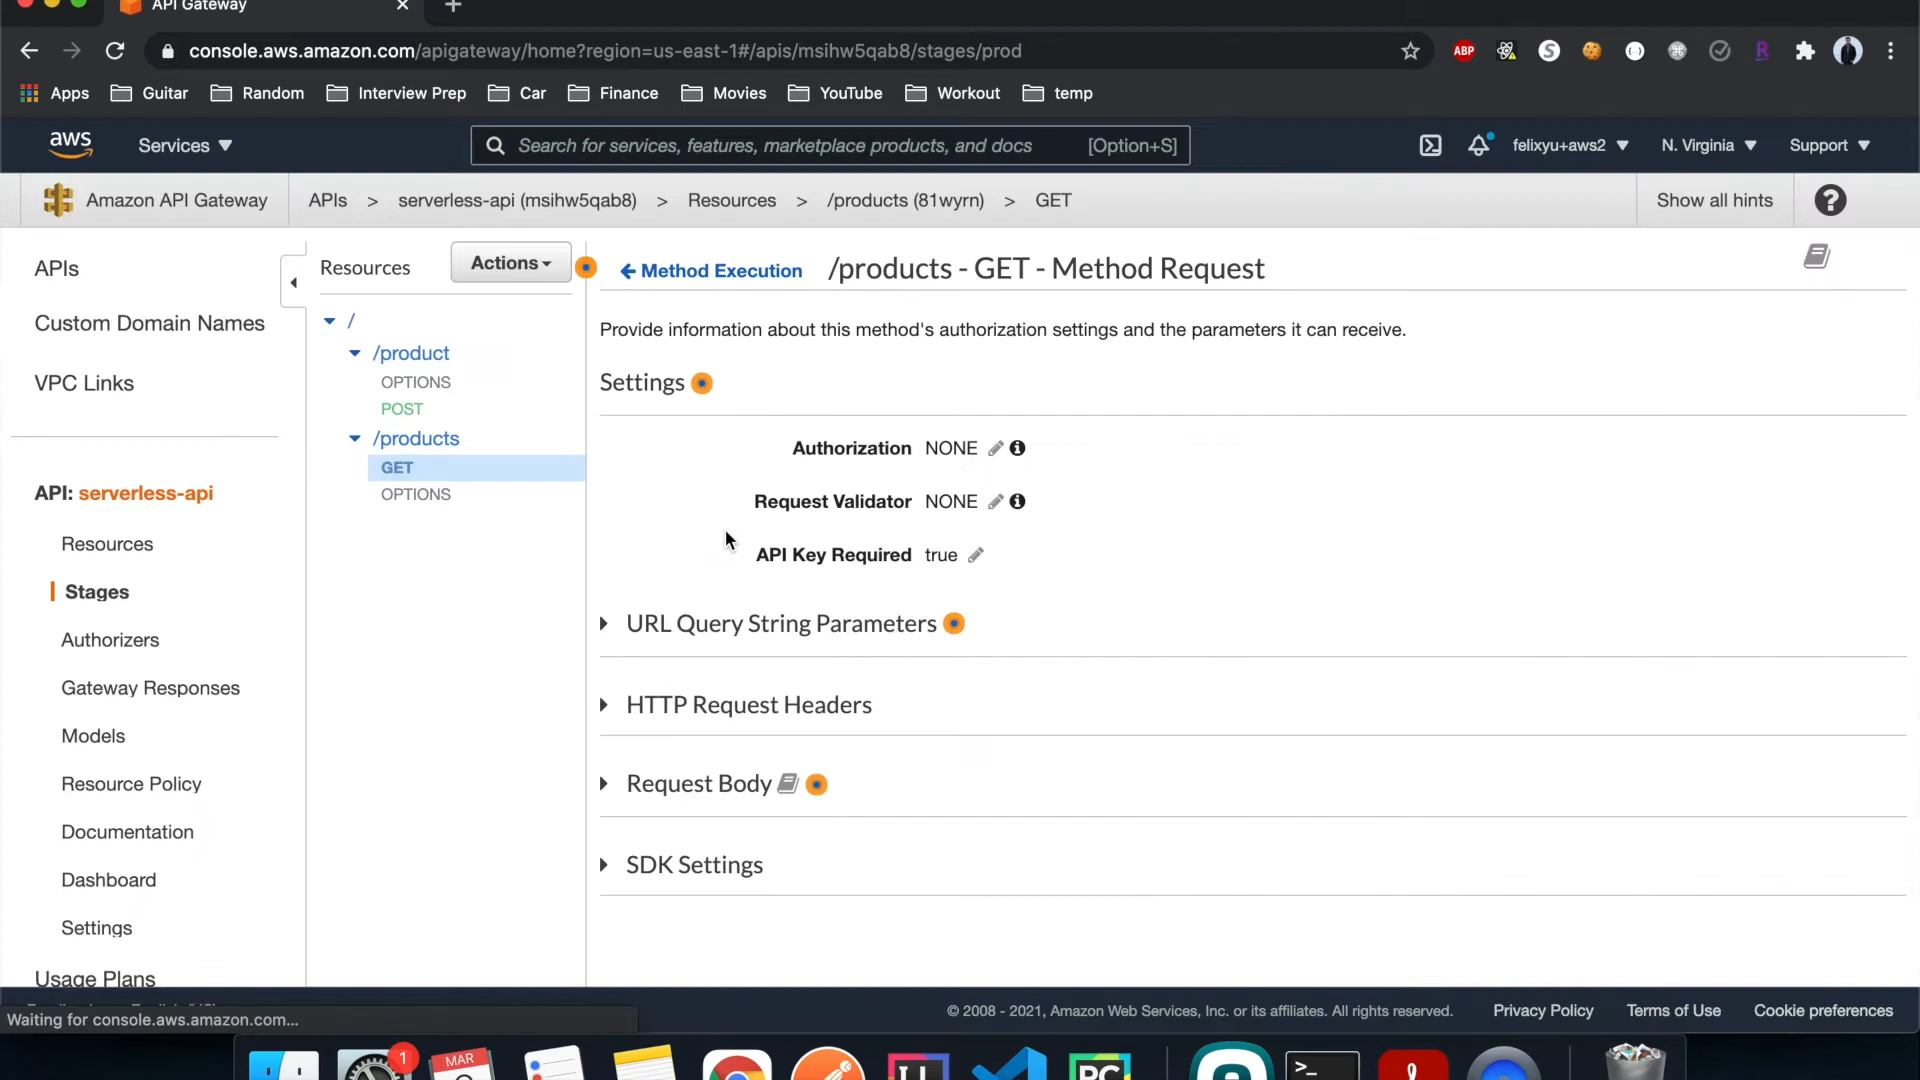 API Gateway
console.aws.amazon.com/apigateway/home?region=us-east-1#/apis/msihw5qab8/stages/prod
ABP
Apps Guitar Random Interview Prep Car Finance Movies YouTube Workout temp
aws Services Search for services, features, marketplace products, and docs [Option+S] felixyu+aws2 N. Virginia Support
Amazon API Gateway APIs > serverless-api (msihw5qab8) > Resources > /products (81wyrn) > GET Show all hints
APIs
Custom Domain Names
VPC Links
API: serverless-api
Resources
Stages
Authorizers
Gateway Responses
Models
Resource Policy
Documentation
Dashboard
Settings
Usage Plans
Resources Actions
/
/product
OPTIONS
POST
/products
GET
OPTIONS
Method Execution /products - GET - Method Request
Provide information about this method's authorization settings and the parameters it can receive.
Settings
Authorization NONE
Request Validator NONE
API Key Required true
URL Query String Parameters
HTTP Request Headers
Request Body
SDK Settings
© 2008 - 2021, Amazon Web Services, Inc. or its affiliates. All rights reserved. Privacy Policy Terms of Use Cookie preferences
Waiting for console.aws.amazon.com...
1
MAR
PC